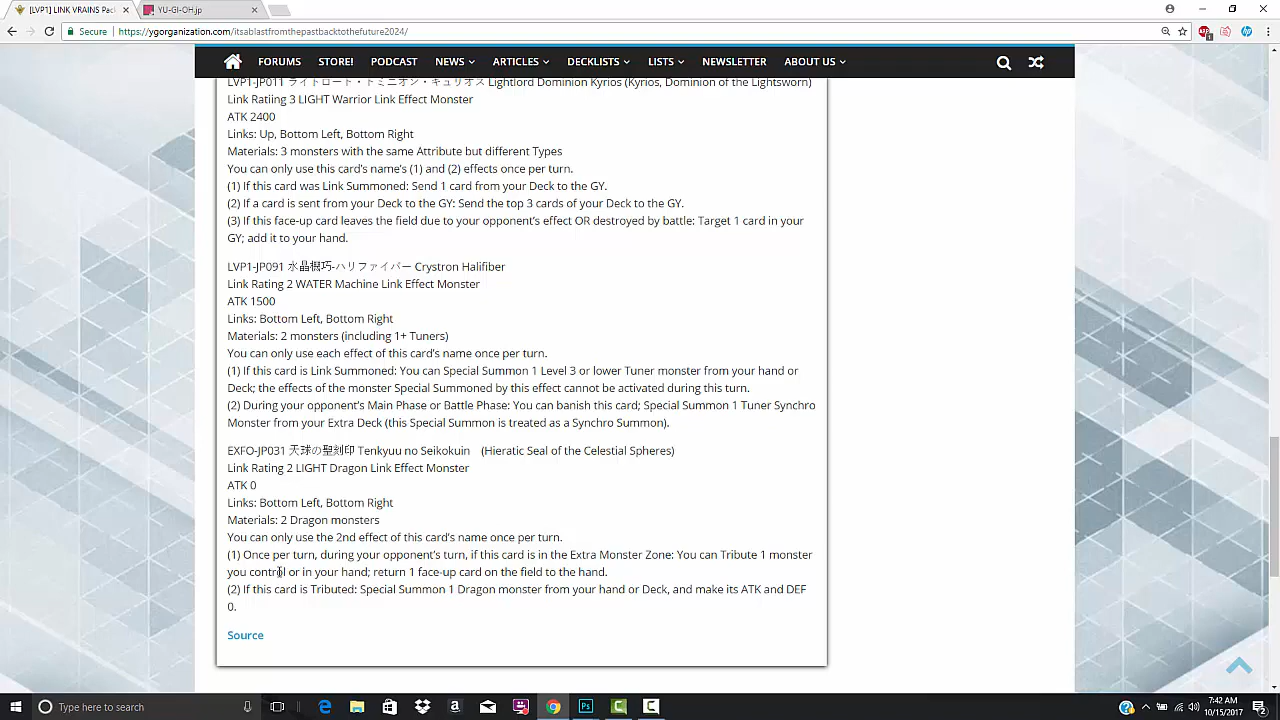 [LVP1] LINK VRAINS Pac
YU-GI-OH.jp
Secure
https://ygorganization.com/itsablastfromthepastbacktothefuture2024/
FORUMS STORE! PODCAST NEWS ARTICLES DECKLISTS LISTS NEWSLETTER ABOUT US
LVP1-JP011 ライトロード・ドミニオン・キュリオス Lightlord Dominion Kyrios (Kyrios, Dominion of the Lightsworn)
Link Ratiing 3 LIGHT Warrior Link Effect Monster
ATK 2400
Links: Up, Bottom Left, Bottom Right
Materials: 3 monsters with the same Attribute but different Types
You can only use this card's name's (1) and (2) effects once per turn.
(1) If this card was Link Summoned: Send 1 card from your Deck to the GY.
(2) If a card is sent from your Deck to the GY: Send the top 3 cards of your Deck to the GY.
(3) If this face-up card leaves the field due to your opponent's effect OR destroyed by battle: Target 1 card in your
GY; add it to your hand.
LVP1-JP091 水晶機巧-ハリファイバー Crystron Halifiber
Link Rating 2 WATER Machine Link Effect Monster
ATK 1500
Links: Bottom Left, Bottom Right
Materials: 2 monsters (including 1+ Tuners)
You can only use each effect of this card's name once per turn.
(1) If this card is Link Summoned: You can Special Summon 1 Level 3 or lower Tuner monster from your hand or
Deck; the effects of the monster Special Summoned by this effect cannot be activated during this turn.
(2) During your opponent's Main Phase or Battle Phase: You can banish this card; Special Summon 1 Tuner Synchro
Monster from your Extra Deck (this Special Summon is treated as a Synchro Summon).
EXFO-JP031 天球の聖刻印 Tenkyuu no Seikokuin (Hieratic Seal of the Celestial Spheres)
Link Rating 2 LIGHT Dragon Link Effect Monster
ATK 0
Links: Bottom Left, Bottom Right
Materials: 2 Dragon monsters
You can only use the 2nd effect of this card's name once per turn.
(1) Once per turn, during your opponent's turn, if this card is in the Extra Monster Zone: You can Tribute 1 monster
you control or in your hand; return 1 face-up card on the field to the hand.
(2) If this card is Tributed: Special Summon 1 Dragon monster from your hand or Deck, and make its ATK and DEF
0.
Source
Type here to search
7:42 AM
10/15/2017